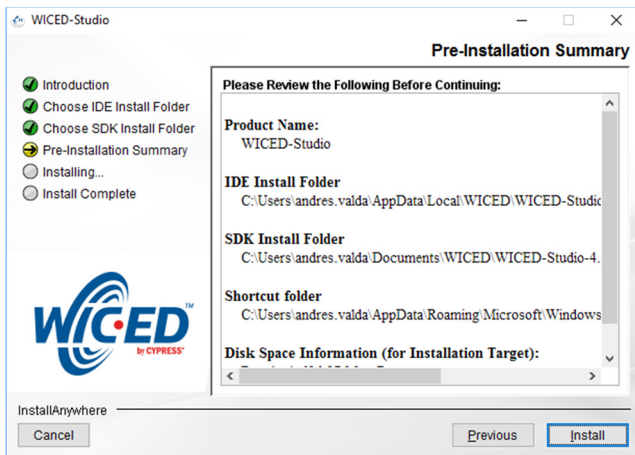 WICED-Studio
Pre-Installation Summary
Introduction
Choose IDE Install Folder
Choose SDK Install Folder
Pre-Installation Summary
Installing...
Install Complete
Please Review the Following Before Continuing:
Product Name:
WICED-Studio
IDE Install Folder
C:\Users\andres.valda\AppData\Local\WICED\WICED-Studio
SDK Install Folder
C:\Users\andres.valda\Documents\WICED\WICED-Studio-4.
Shortcut folder
C:\Users\andres.valda\AppData\Roaming\Microsoft\Windows
Disk Space Information (for Installation Target):
WICED™
by CYPRESS®
InstallAnywhere
Cancel
Previous
Install